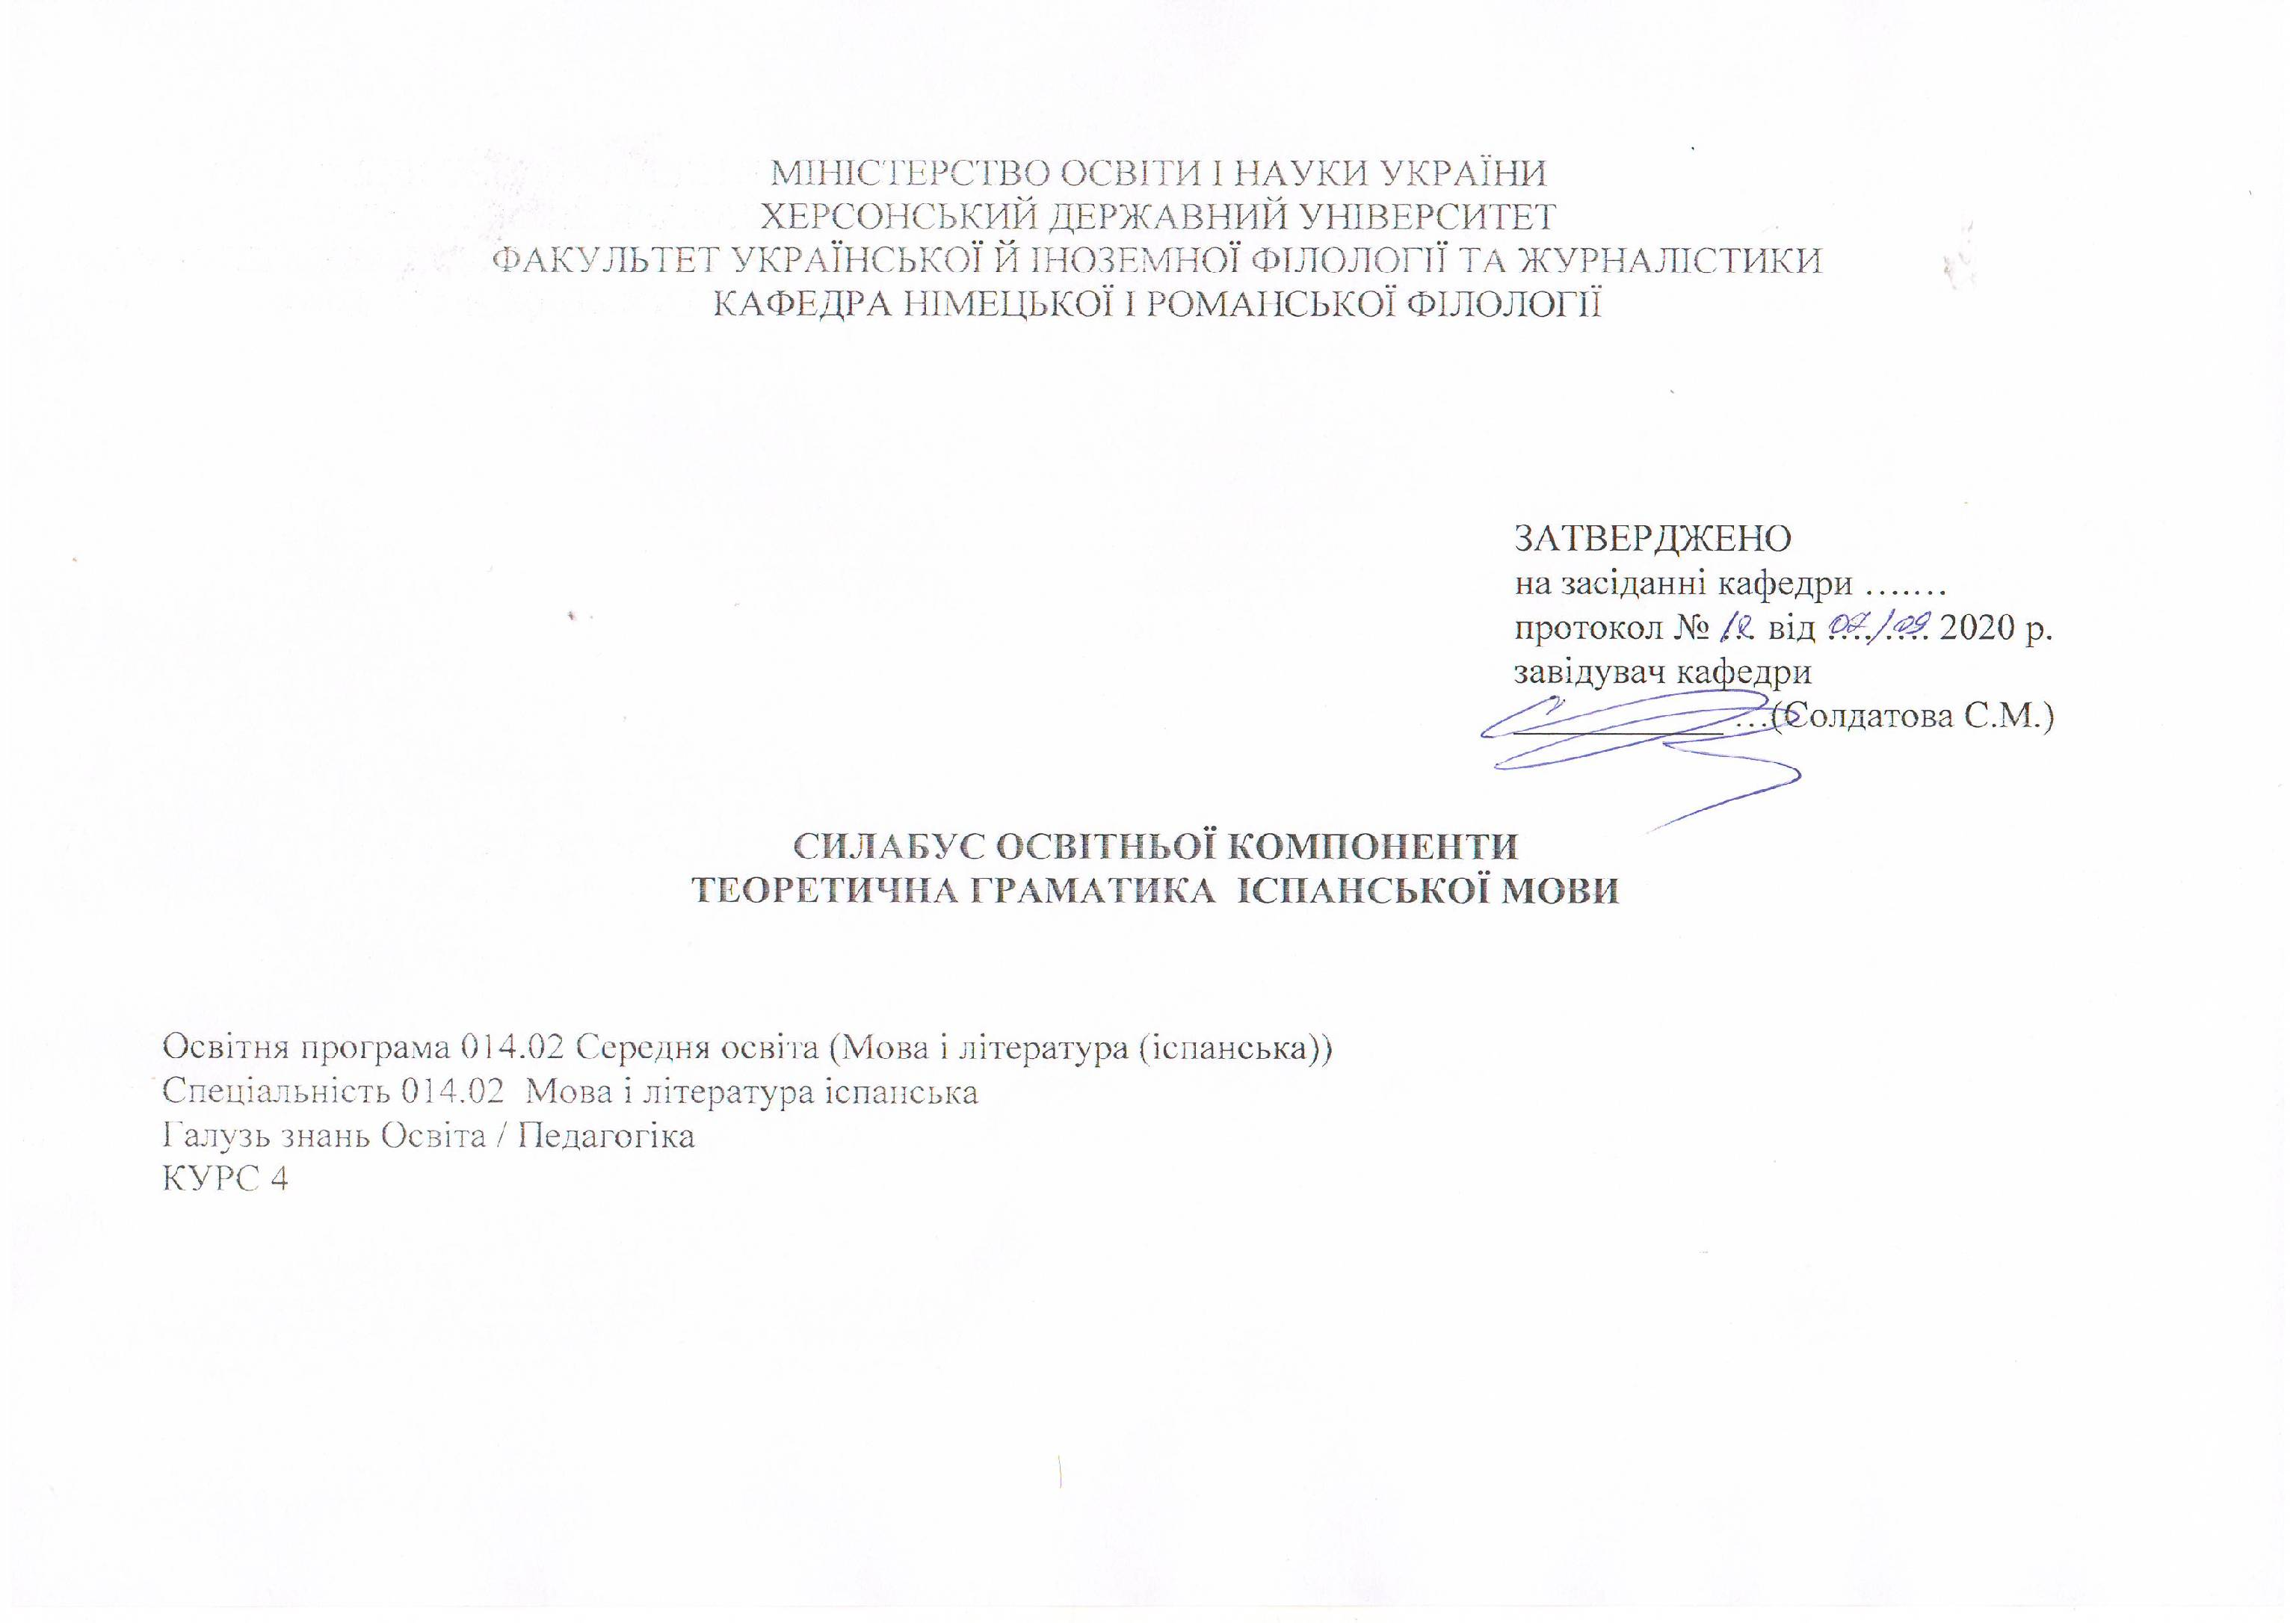 МІНІСТЕРСТВО ОСВІТИ І НАУКИ УКРАЇНИ
ХЕРСОНСЬКИЙ ДЕРЖАВНИЙ УНІВЕРСИТЕТ
ФАКУЛЬТЕТ УКРАЇНСЬКОЇ Й ІНОЗЕМНОЇ ФІЛОЛОГІЇ ТА ЖУРНАЛІСТИКИ
КАФЕДРА НІМЕЦЬКОЇ І РОМАНСЬКОЇ ФІЛОЛОГІЇ
ЗАТВЕРДЖЕНО
на засіданні кафедри …….
протокол № від 07/09 2020 р.
завідувач кафедри
___________ …(Солдатова С.М.)
СИЛАБУС ОСВІТНЬОЇ КОМПОНЕНТИ
ТЕОРЕТИЧНА ГРАМАТИКА ІСПАНСЬКОЇ МОВИ
Освітня програма 014.02 Середня освіта (Мова і література (іспанська))
Спеціальність 014.02 Мова і література іспанська
Галузь знань Освіта / Педагогіка
КУРС 4